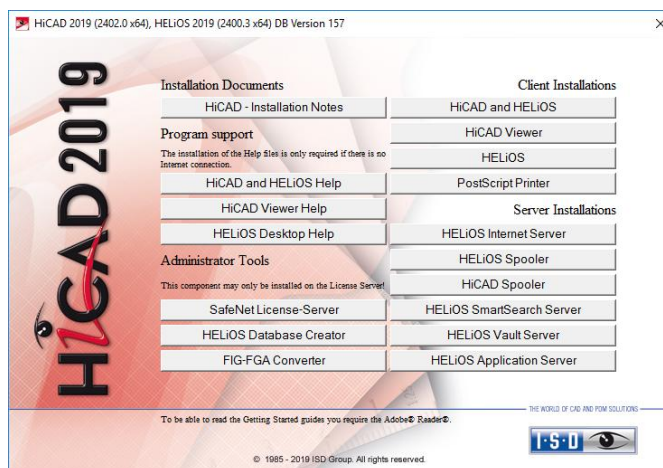 HiCAD 2019 (2402.0 x64), HELiOS 2019 (2400.3 x64) DB Version 157
HiCAD 2019
Installation Documents
HiCAD - Installation Notes
Program support
The installation of the Help files is only required if there is no
Internet connection.
HiCAD and HELiOS Help
HiCAD Viewer Help
HELiOS Desktop Help
Administrator Tools
This component may only be installed on the License Server!
SafeNet License-Server
HELiOS Database Creator
FIG-FGA Converter
Client Installations
HiCAD and HELiOS
HiCAD Viewer
HELiOS
PostScript Printer
Server Installations
HELiOS Internet Server
HELiOS Spooler
HiCAD Spooler
HELiOS SmartSearch Server
HELiOS Vault Server
HELiOS Application Server
To be able to read the Getting Started guides you require the Adobe® Reader®.
THE WORLD OF CAD AND PDM SOLUTIONS
I·S·D
© 1985 - 2019 ISD Group. All rights reserved.